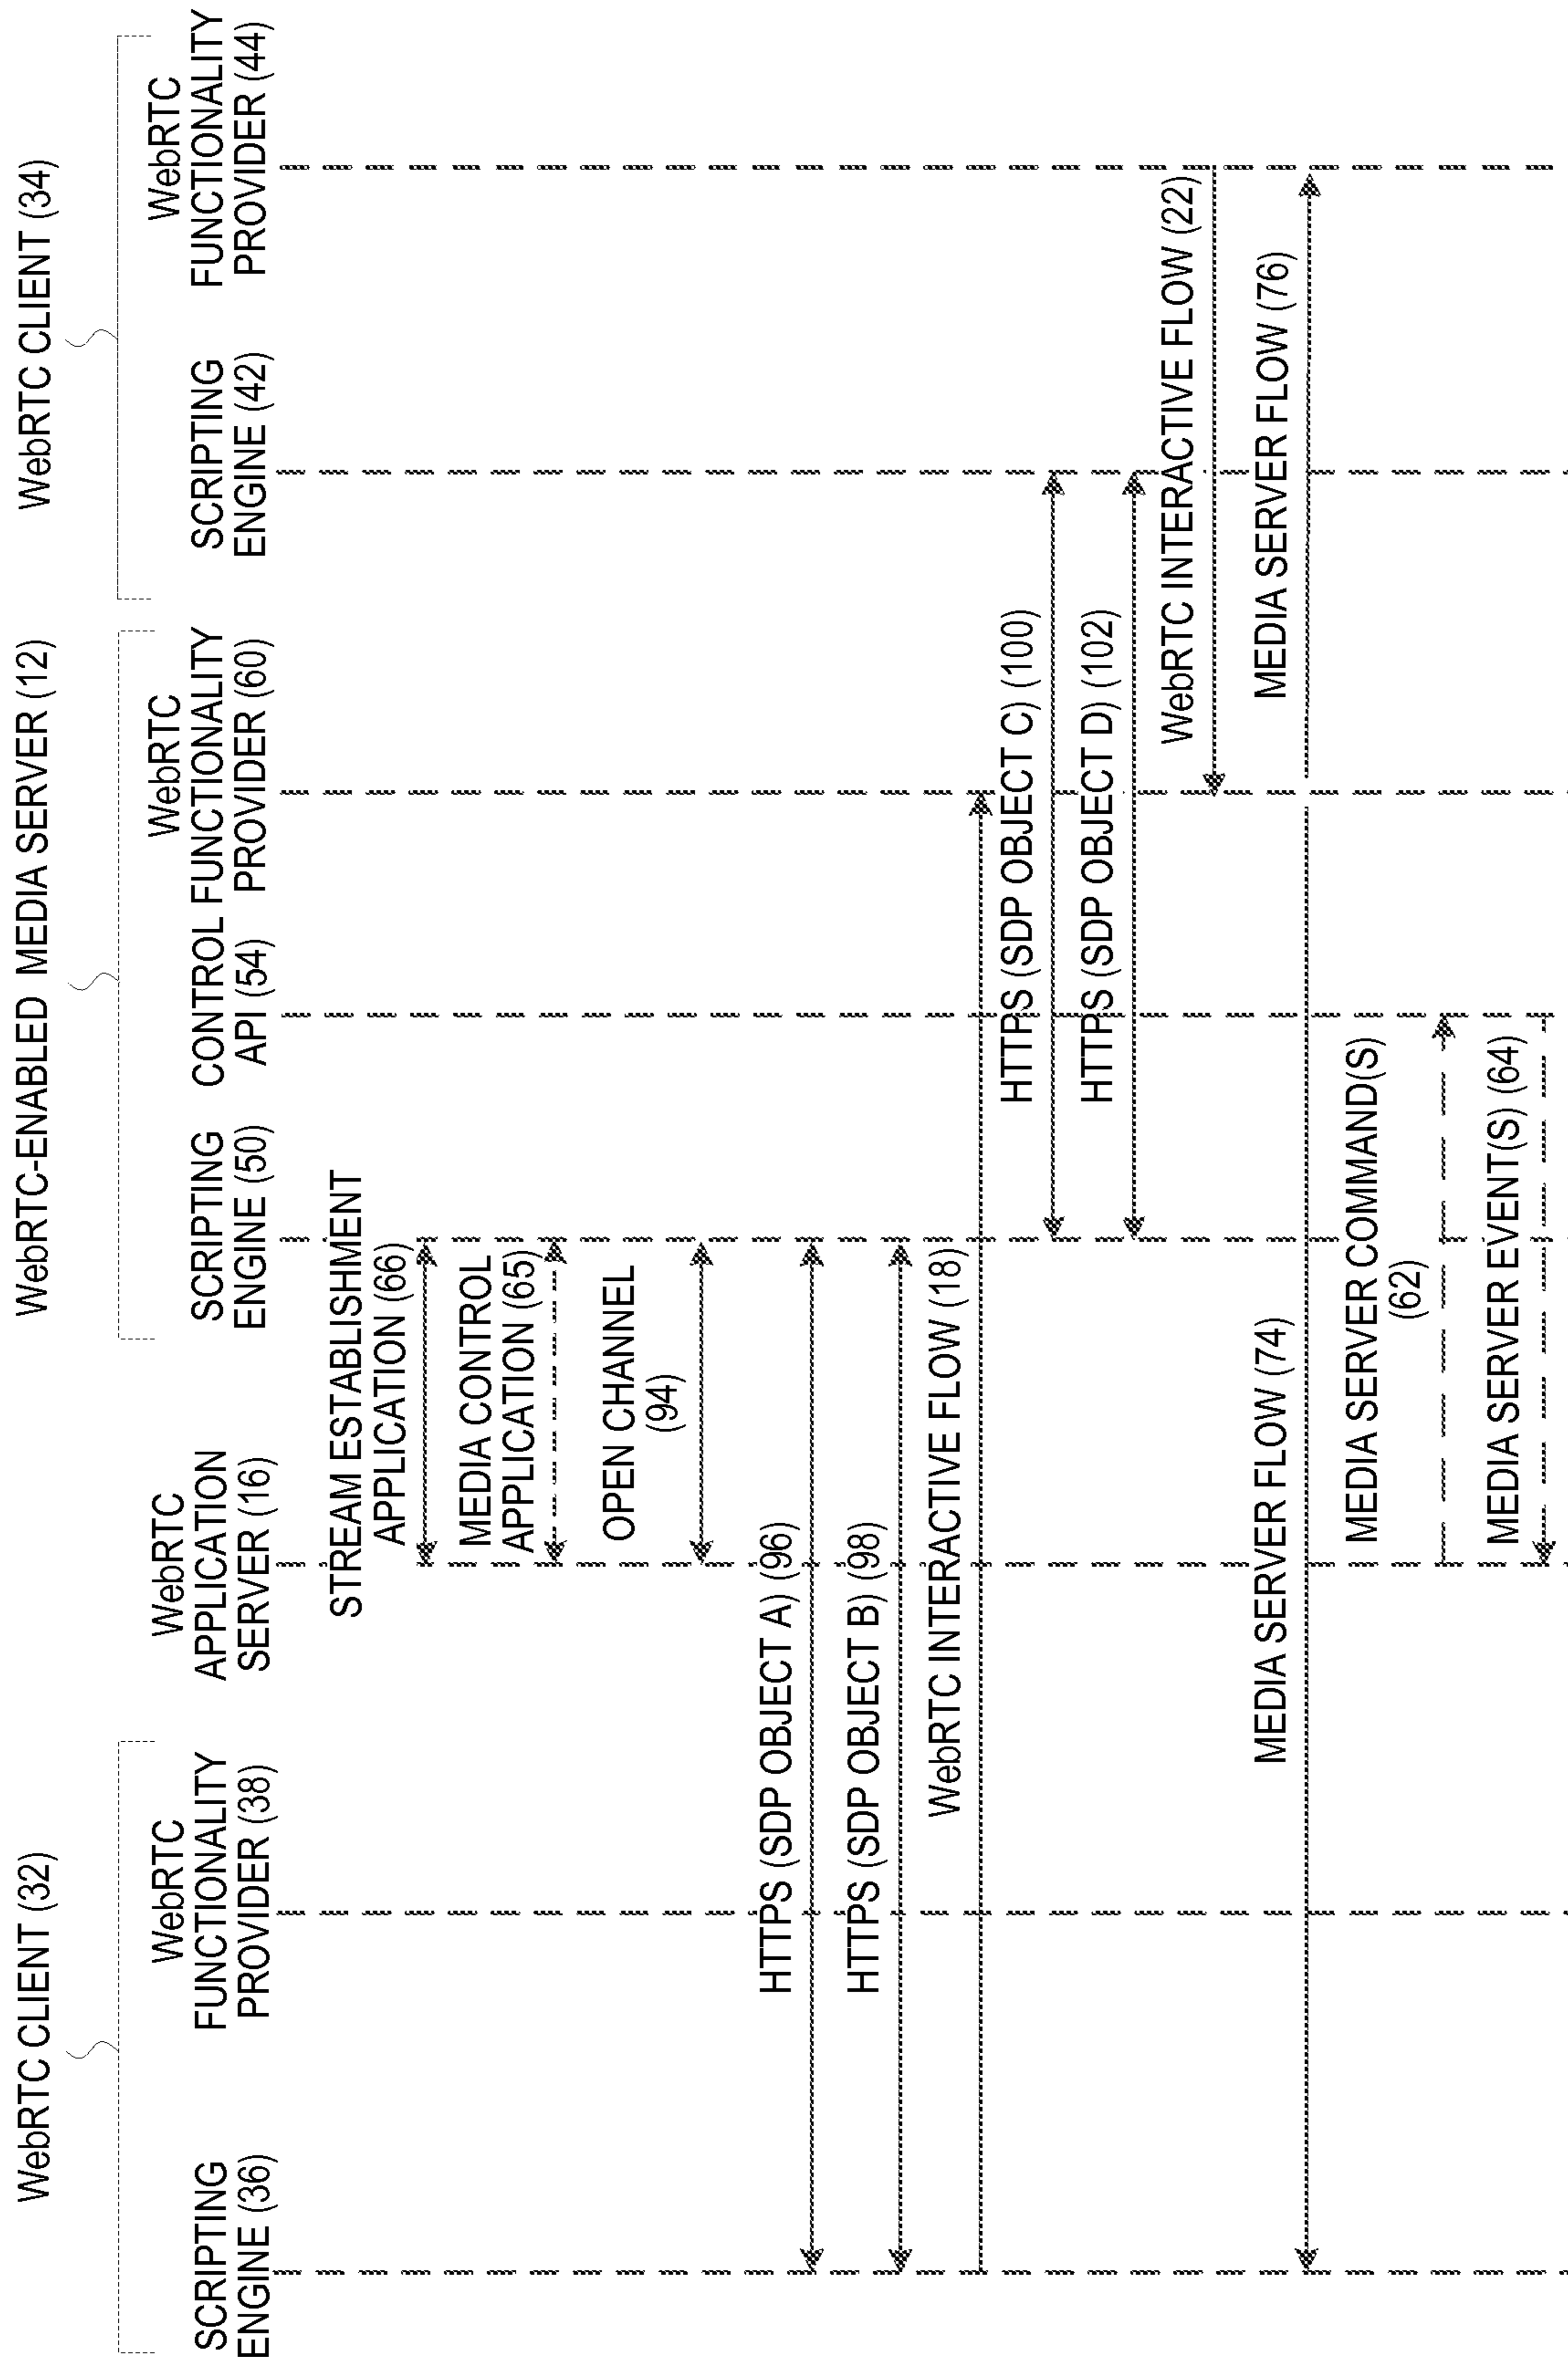 WebRTC CLIENT (32)
WebRTC-ENABLED MEDIA SERVER (12)
WebRTC CLIENT (34)
SCRIPTING
ENGINE (36)
WebRTC
FUNCTIONALITY
PROVIDER (38)
WebRTC
APPLICATION
SERVER (16)
SCRIPTING
ENGINE (50)
CONTROL
API (54)
WebRTC
FUNCTIONALITY
PROVIDER (60)
SCRIPTING
ENGINE (42)
WebRTC
FUNCTIONALITY
PROVIDER (44)
STREAM ESTABLISHMENT
APPLICATION (66)
MEDIA CONTROL
APPLICATION (65)
OPEN CHANNEL
(94)
HTTPS (SDP OBJECT A) (96)
HTTPS (SDP OBJECT B) (98)
WebRTC INTERACTIVE FLOW (18)
HTTPS (SDP OBJECT C) (100)
HTTPS (SDP OBJECT D) (102)
WebRTC INTERACTIVE FLOW (22)
MEDIA SERVER FLOW (74)
MEDIA SERVER FLOW (76)
MEDIA SERVER COMMAND(S)
(62)
MEDIA SERVER EVENT(S) (64)